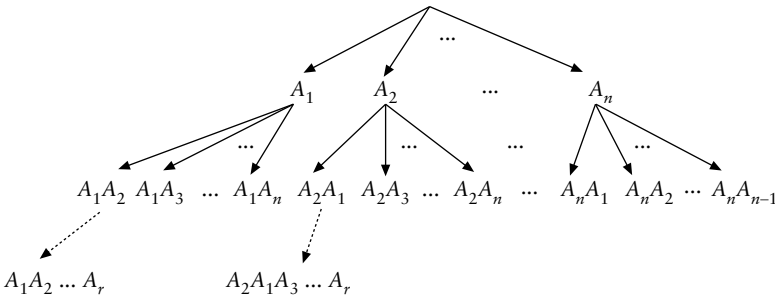 ...
A₁ A₂ ... Aₙ
... ... ... ...
A₁A₂ A₁A₃ ... A₁Aₙ A₂A₁ A₂A₃ ... A₂Aₙ ... AₙA₁ AₙA₂ ... AₙAₙ₋₁
A₁A₂ ... Aᵣ A₂A₁A₃ ... Aᵣ